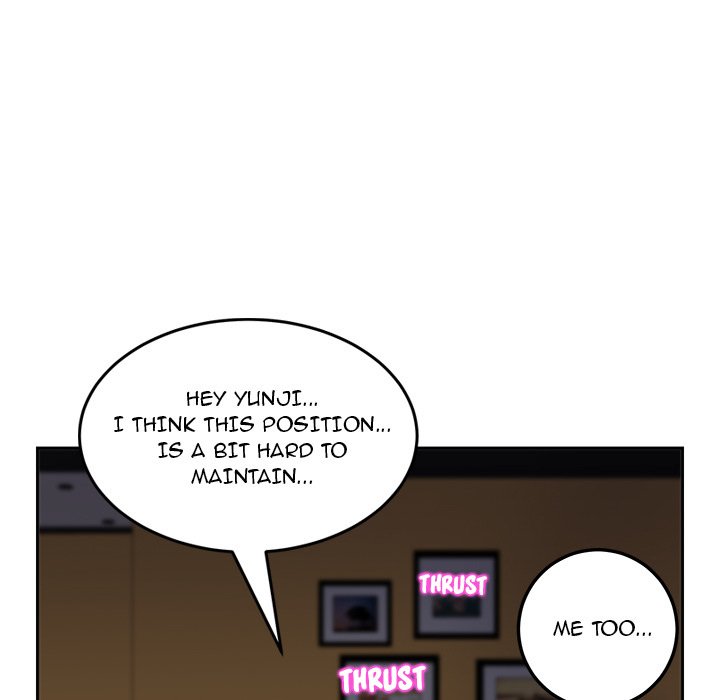 HEY YUNJI...
I THINK THIS POSITION...
IS A BIT HARD TO
MAINTAIN...
THRUST
ME TOO...
THRUST